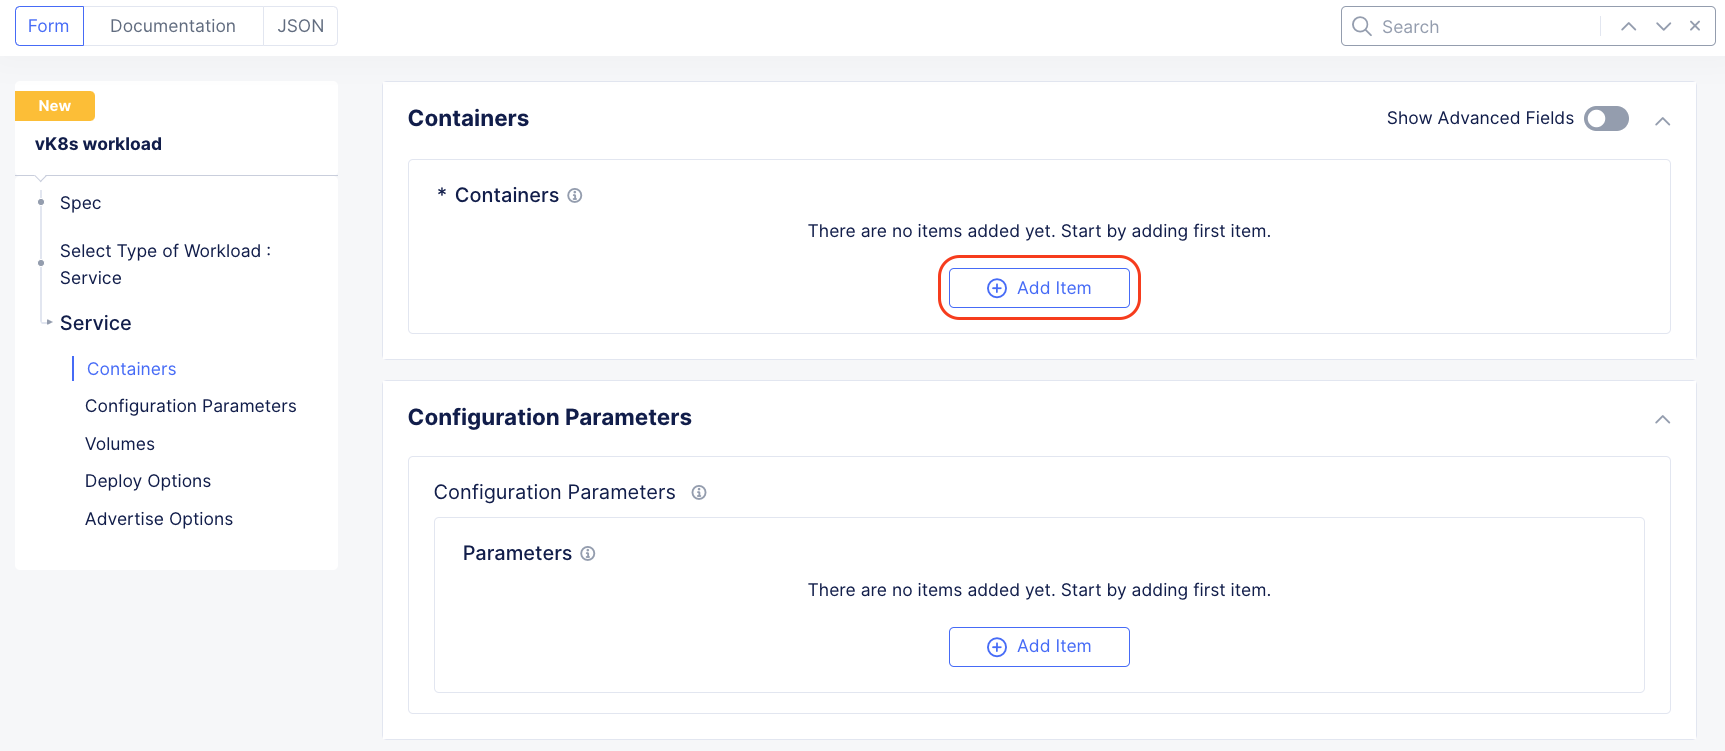 Form
Documentation
JSON
Search
New
vK8s workload
Spec
Select Type of Workload :
Service
Service
Containers
Configuration Parameters
Volumes
Deploy Options
Advertise Options
Containers
Show Advanced Fields
* Containers
There are no items added yet. Start by adding first item.
Add Item
Configuration Parameters
Configuration Parameters
Parameters
There are no items added yet. Start by adding first item.
Add Item